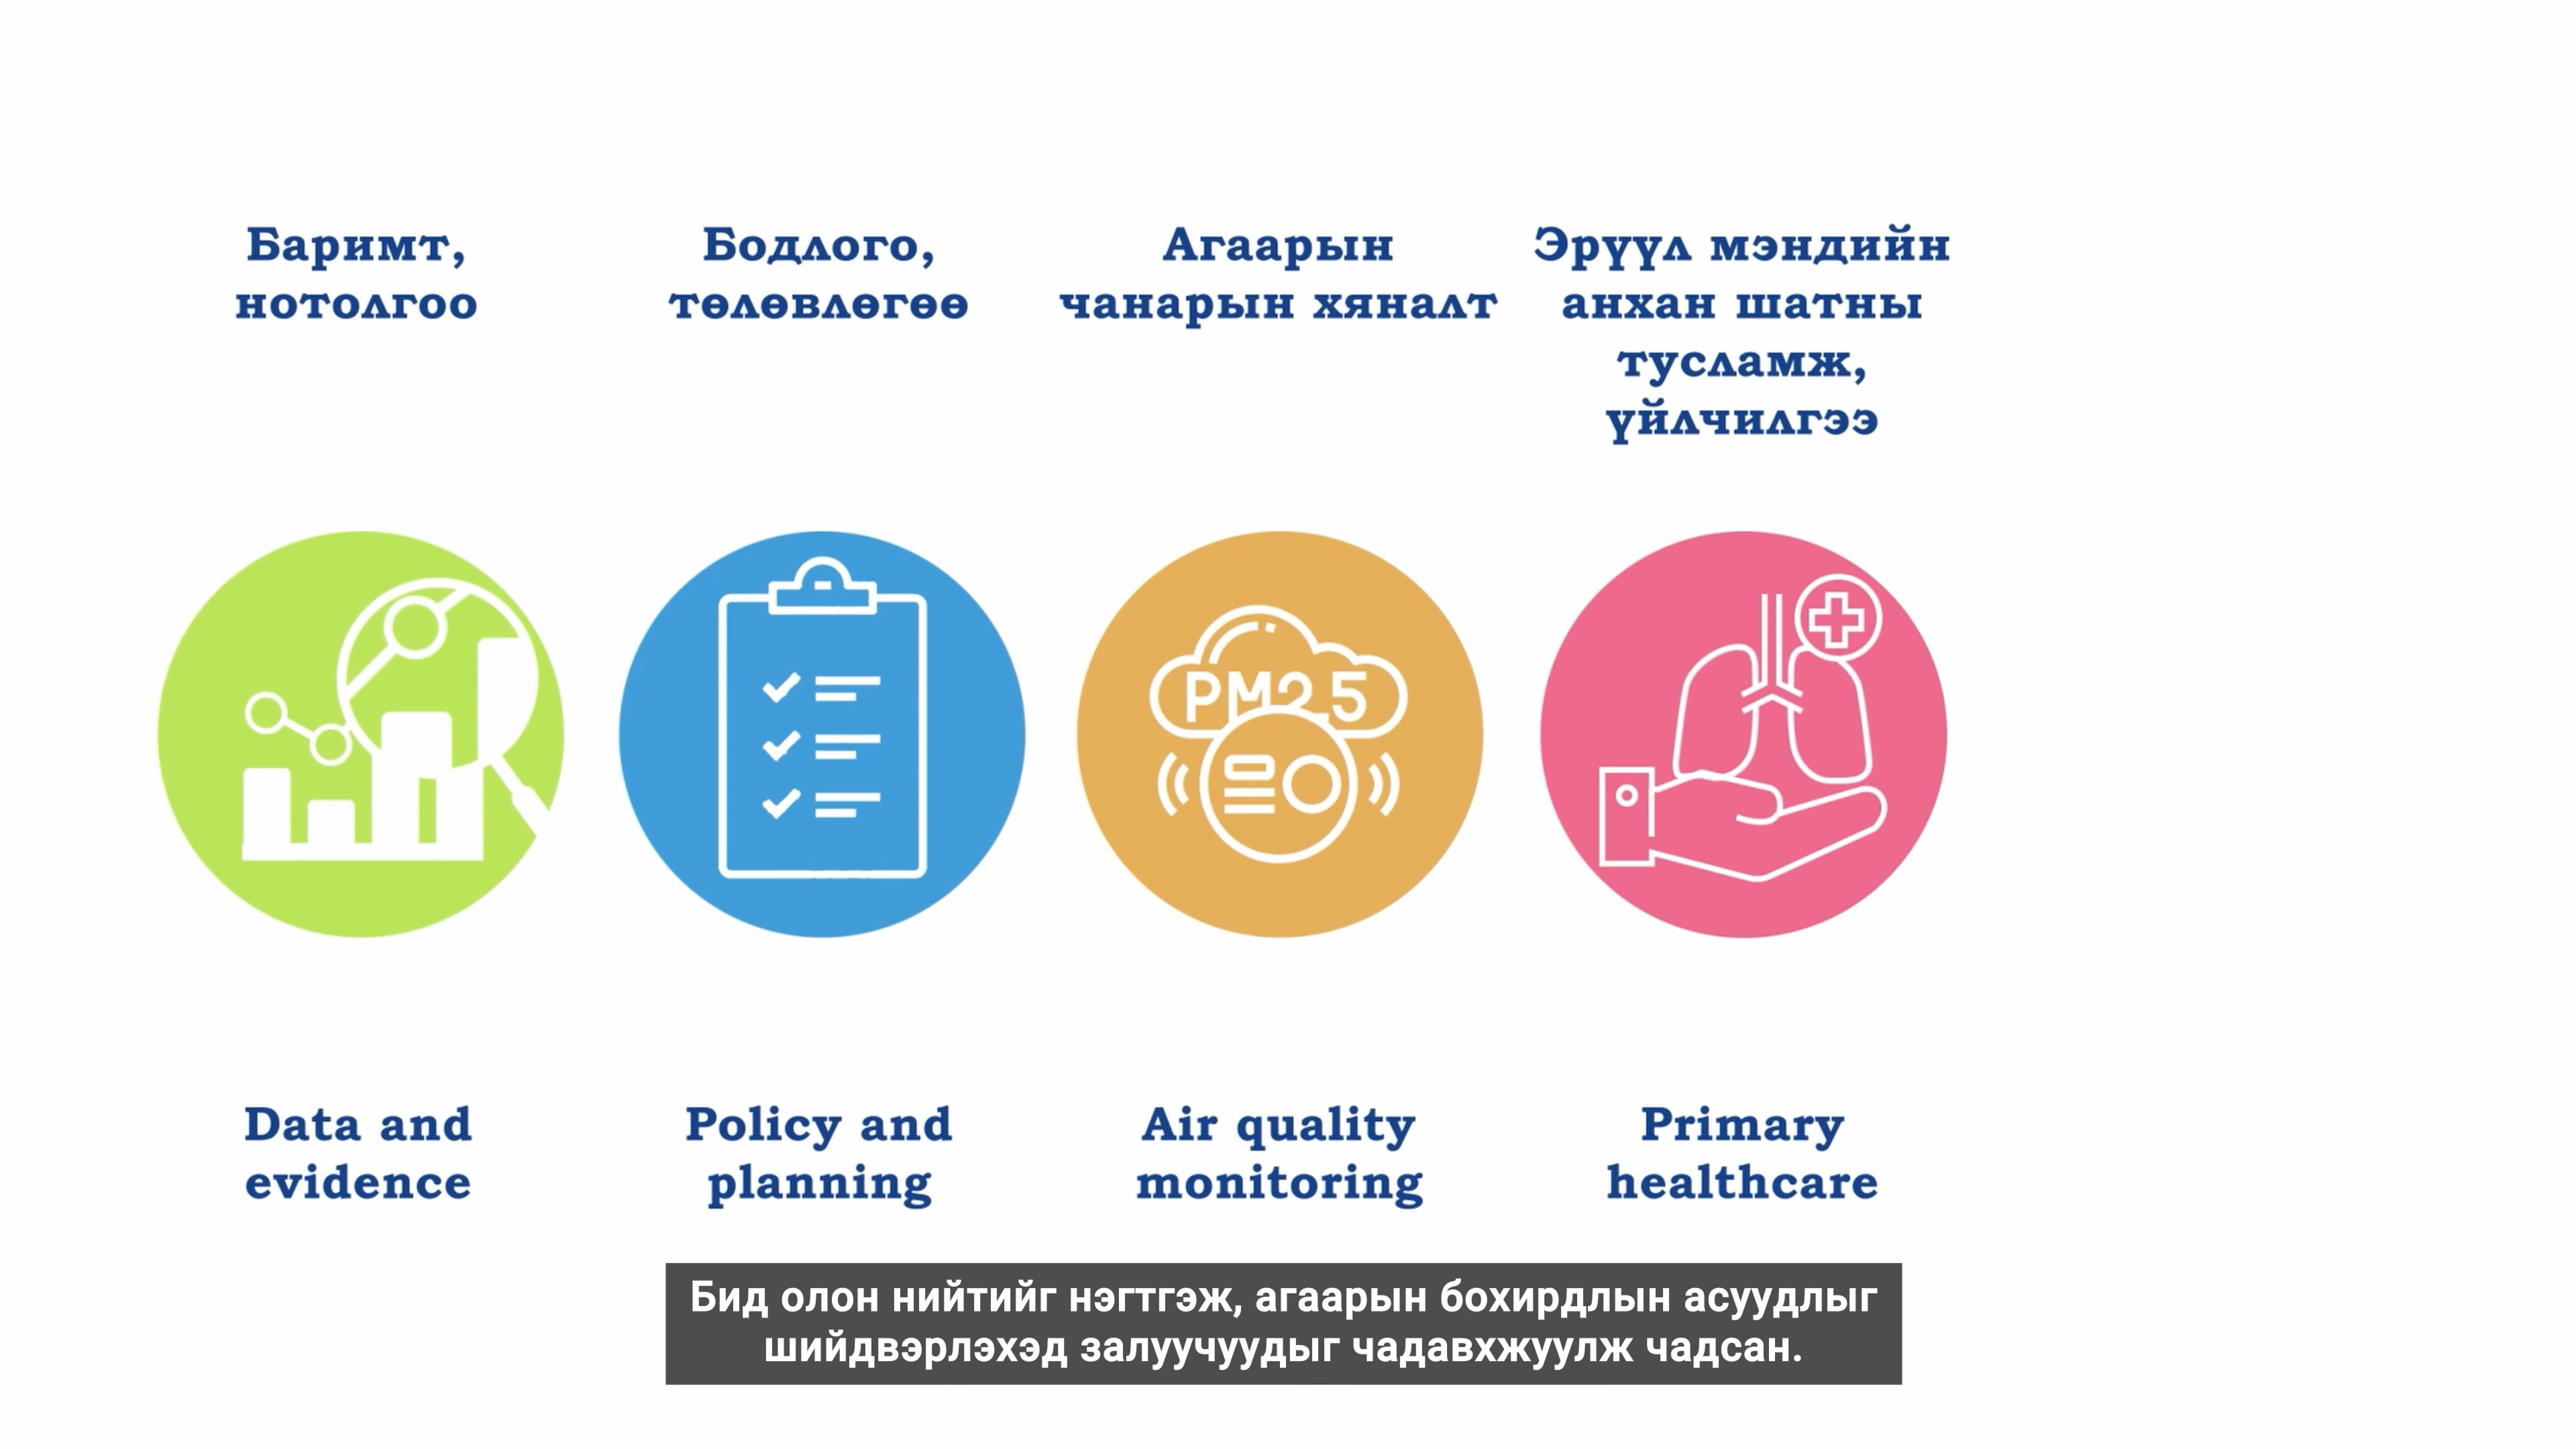 Баримт,
нотолгоо
Бодлого,
төлөвлөгөө
Агаарын
чанарын хяналт
Эрүүл мэндийн
анхан шатны
тусламж,
үйлчилгээ
PM2.5
Data and
evidence
Policy and
planning
Air quality
monitoring
Primary
healthcare
Бид олон нийтийг нэгтгэж, агаарын бохирдлын асуудлыг
шийдвэрлэхэд залуучуудыг чадавхжуулж чадсан.